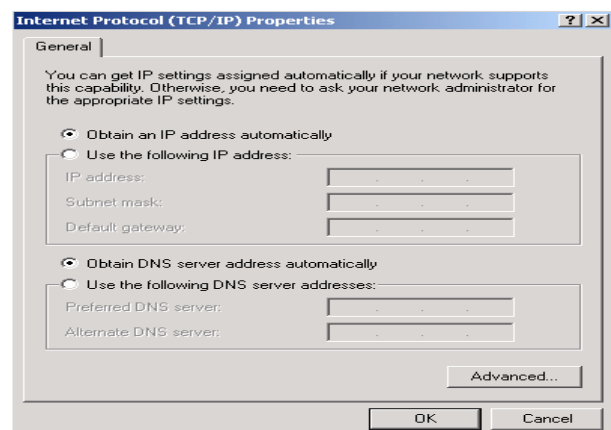 Internet Protocol (TCP/IP) Properties
General
You can get IP settings assigned automatically if your network supports
this capability. Otherwise, you need to ask your network administrator for
the appropriate IP settings.
Obtain an IP address automatically
Use the following IP address:
IP address:
Subnet mask:
Default gateway:
Obtain DNS server address automatically
Use the following DNS server addresses:
Preferred DNS server:
Alternate DNS server:
Advanced...
OK
Cancel